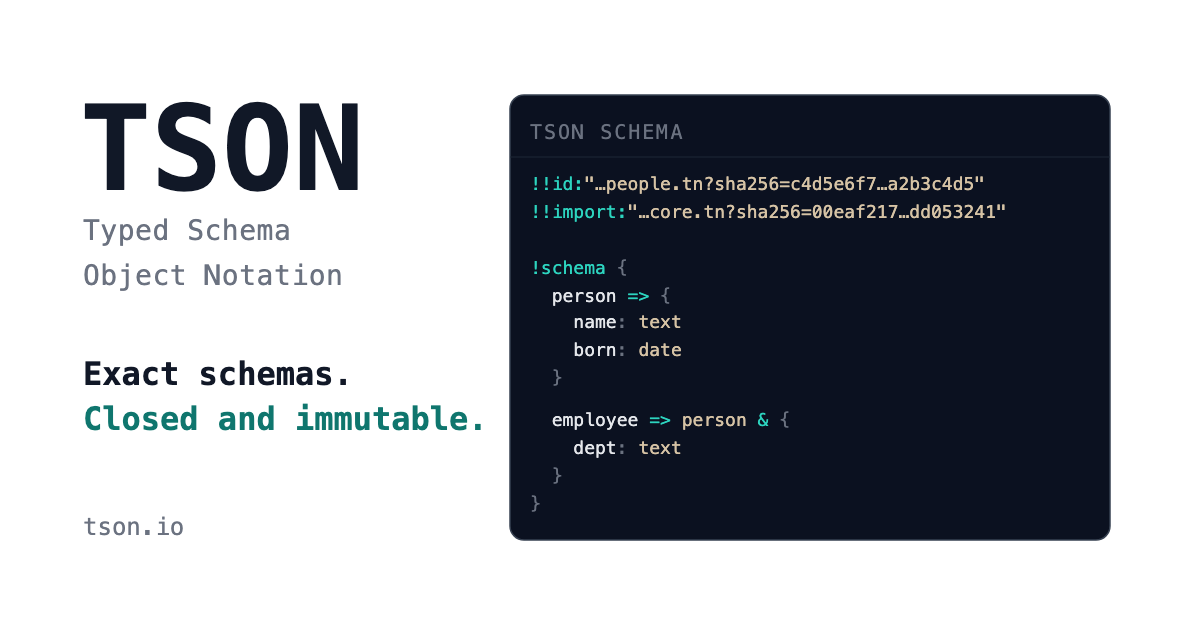 TSON
Typed Schema
Object Notation
Exact schemas.
Closed and immutable.
tson.io
TSON SCHEMA
!!id:"…people.tn?sha256=c4d5e6f7…a2b3c4d5"
!!import:"…core.tn?sha256=00eaf217…dd053241"
!schema {
  person => {
    name: text
    born: date
  }
  employee => person & {
    dept: text
  }
}